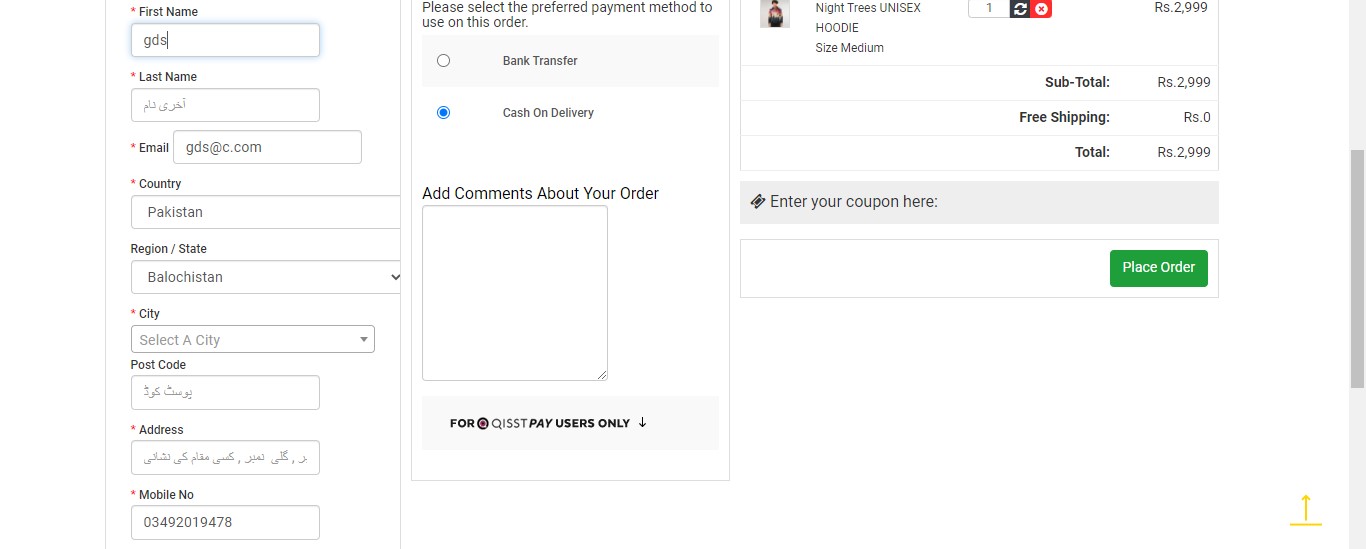 * First Name
gds
* Last Name
آخری نام
* Email gds@c.com
* Country
Pakistan
Region / State
Balochistan
* City
Select A City
Post Code
پوسٹ کوڈ
* Address
ر , گلی نمبر , کسی مقام کی نشانی
* Mobile No
03492019478
Please select the preferred payment method to
use on this order.
Bank Transfer
Cash On Delivery
Add Comments About Your Order
FOR QISSTPAY USERS ONLY ↓
Night Trees UNISEX
HOODIE
Size Medium
1
Rs.2,999
Sub-Total: Rs.2,999
Free Shipping: Rs.0
Total: Rs.2,999
Enter your coupon here:
Place Order